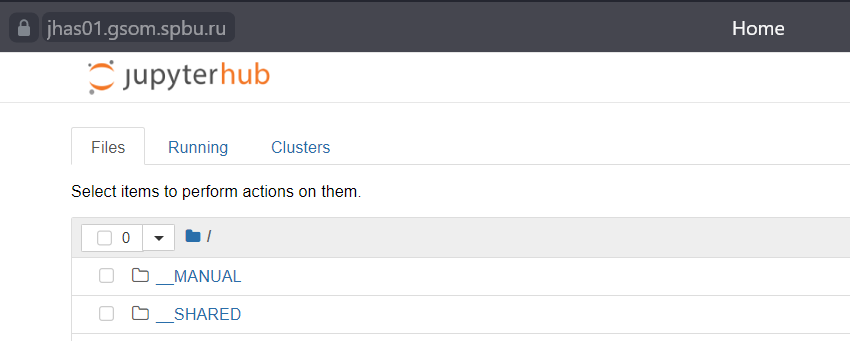 jhas01.gsom.spbu.ru Home
jupyterhub
Files Running Clusters
Select items to perform actions on them.
0 /
__MANUAL
__SHARED